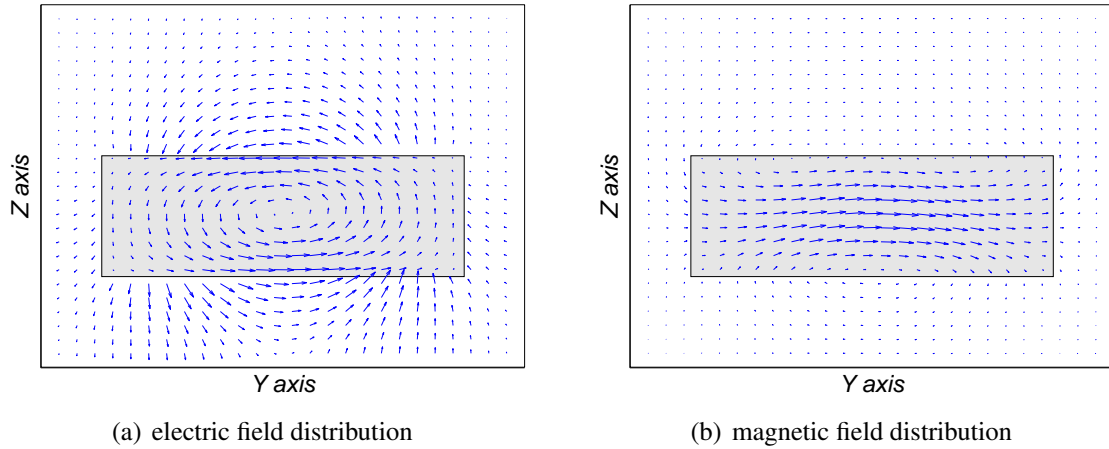 Z axis
Y axis
(a) electric field distribution
Z axis
Y axis
(b) magnetic field distribution